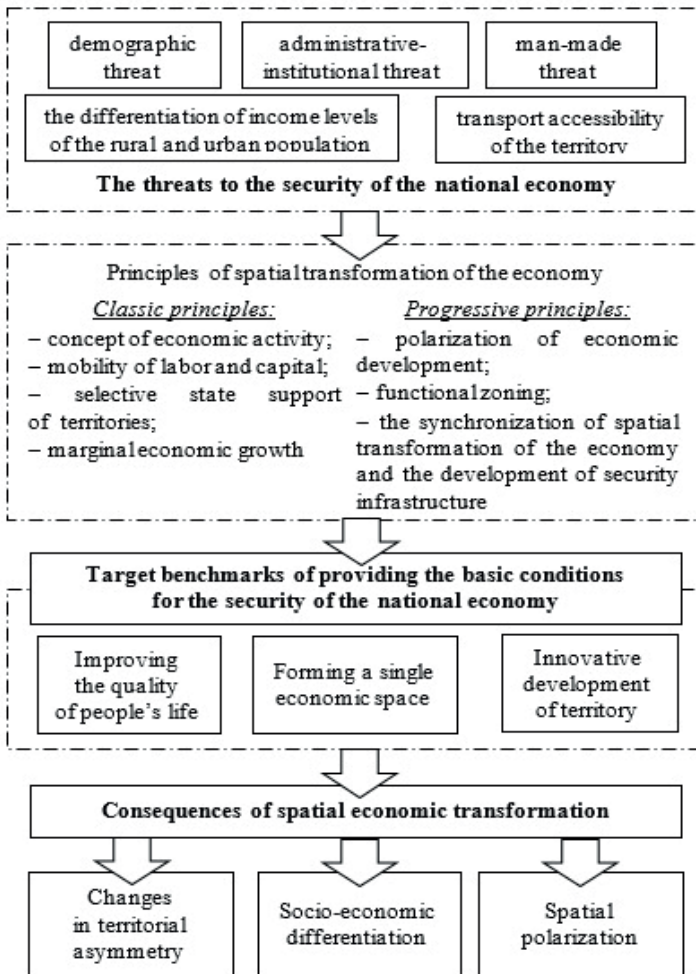 demographic
threat
administrative-
institutional threat
man-made
threat
the differentiation of income levels
of the rural and urban population
transport accessibility
of the territory
The threats to the security of the national economy
Principles of spatial transformation of the economy
Classic principles:
– concept of economic activity;
– mobility of labor and capital;
– selective state support
of territories;
– marginal economic growth
Progressive principles:
– polarization of economic
development;
– functional zoning;
– the synchronization of spatial
transformation of the economy
and the development of security
infrastructure
Target benchmarks of providing the basic conditions
for the security of the national economy
Improving
the quality
of people's life
Forming a single
economic space
Innovative
development
of territory
Consequences of spatial economic transformation
Changes
in territorial
asymmetry
Socio-economic
differentiation
Spatial
polarization